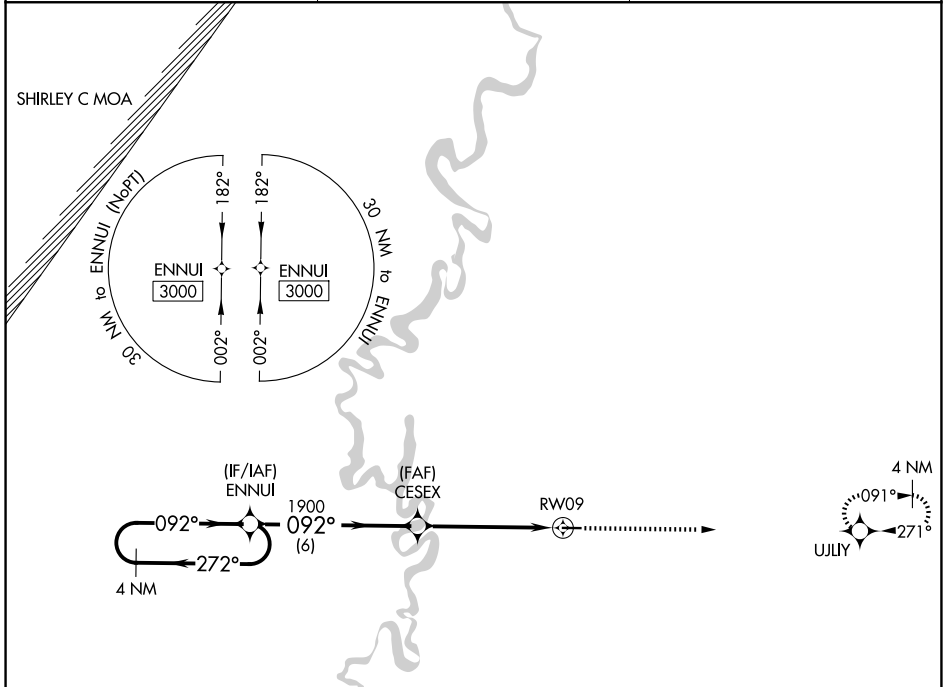 SHIRLEY C MOA
30 NM to ENNUI (NoPT)
182°
ENNUI
3000
002°
182°
ENNUI
3000
002°
30 NM to ENNUI
(IF/IAF)
ENNUI
092°
272°
4 NM
1900
092°
(6)
(FAF)
CESEX
RW09
4 NM
091°
271°
UJLIY